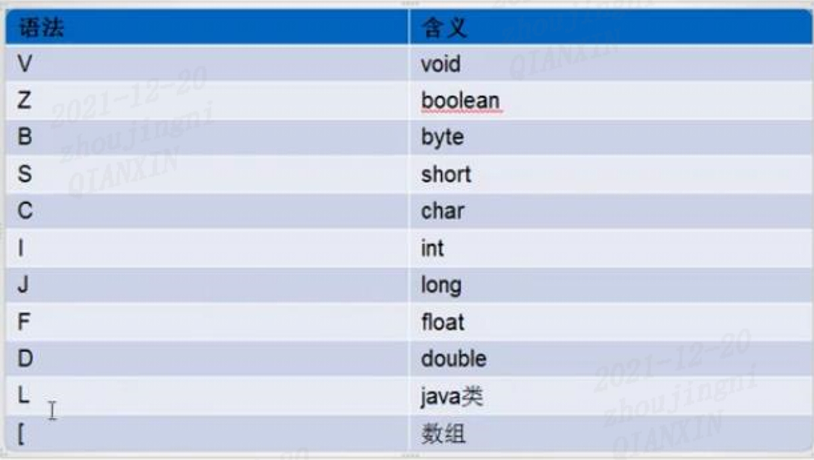 语法 含义
V void
Z boolean
B byte
S short
C char
I int
J long
F float
D double
L java类
[ 数组
2021-12-20
zhoujingni
QIANXIN
QIANXIN
2021-12-20
zhoujingni
QIANXIN